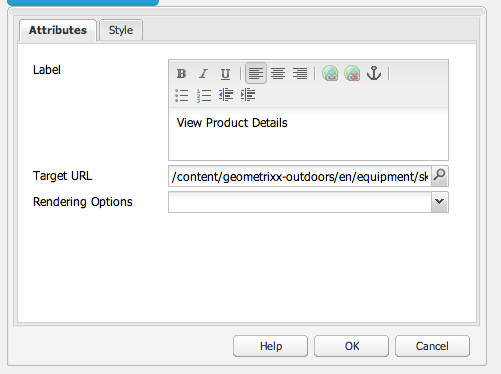 Attributes Style
Label
B I U
View Product Details
Target URL /content/geometrixx-outdoors/en/equipment/sk
Rendering Options
Help OK Cancel